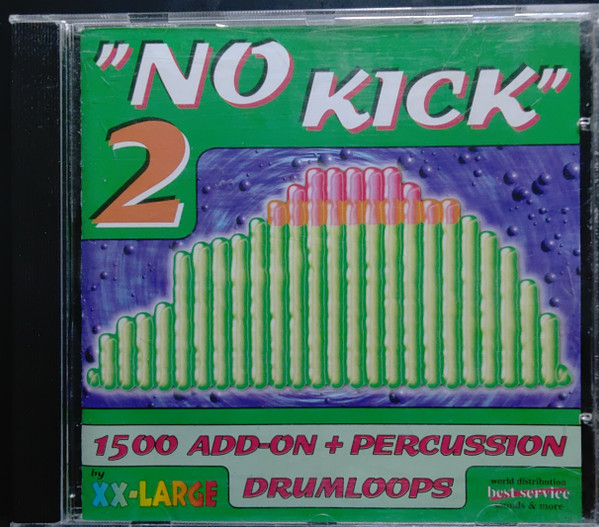 "NO KICK"
2
1500 ADD-ON + PERCUSSION
DRUMLOOPS
by
XX-LARGE
world distribution
best service
sounds & more